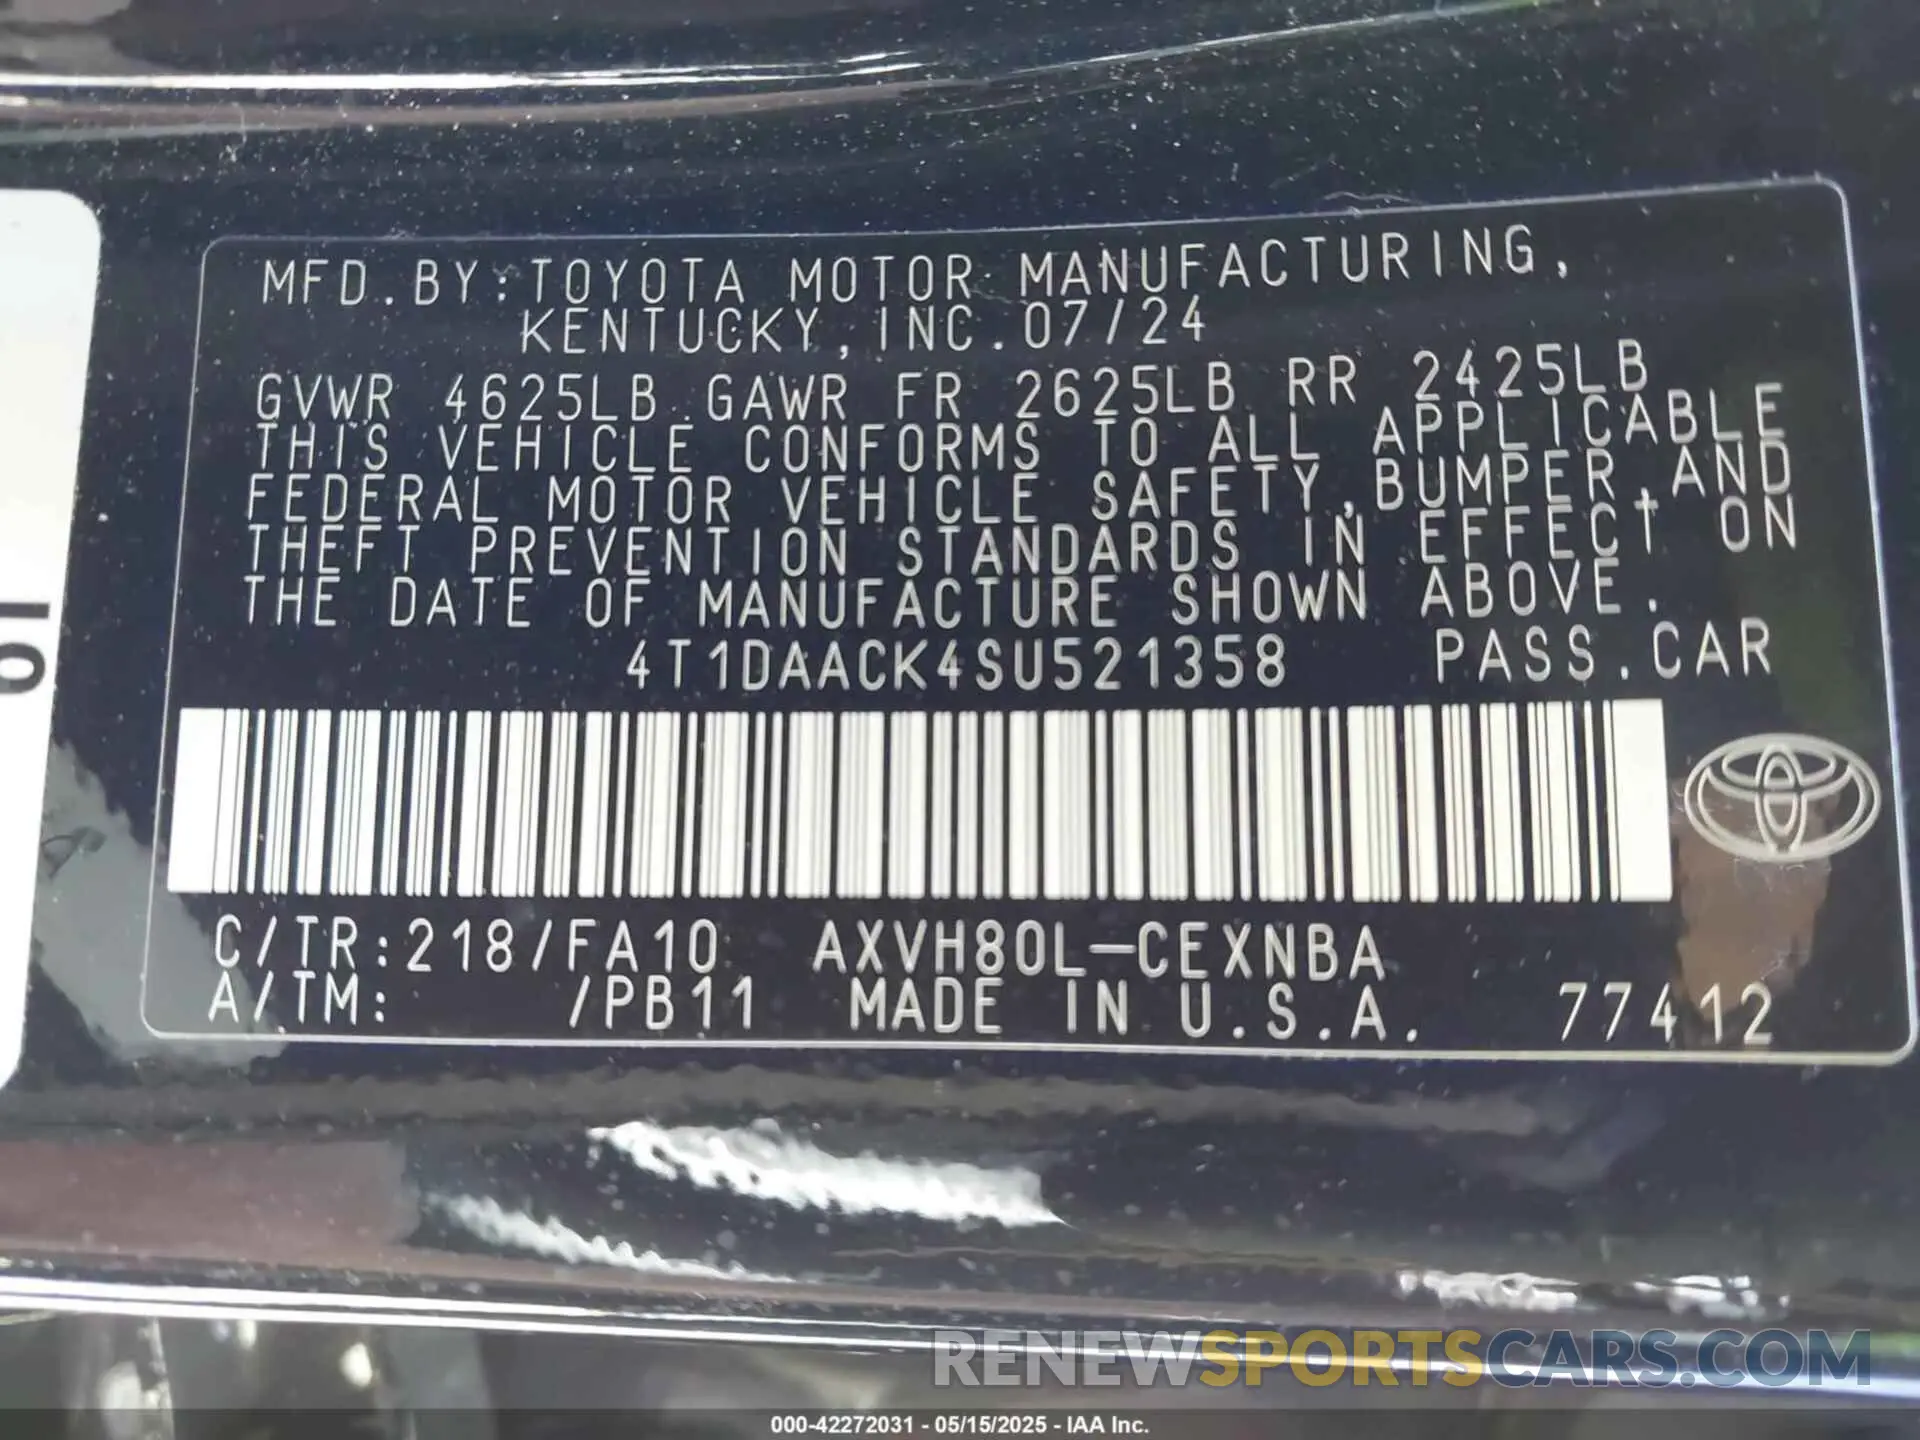 MFD.BY:TOYOTA MOTOR MANUFACTURING,
KENTUCKY,INC.07/24
GVWR 4625LB GAWR FR 2625LB RR 2425LB
THIS VEHICLE CONFORMS TO ALL APPLICABLE
FEDERAL MOTOR VEHICLE SAFETY,BUMPER,AND
THEFT PREVENTION STANDARDS IN EFFECT ON
THE DATE OF MANUFACTURE SHOWN ABOVE.
4T1DAACK4SU521358 PASS.CAR
C/TR:218/FA10 AXVH80L-CEXNBA
A/TM: /PB11 MADE IN U.S.A. 77412
RENEWSPORTSCARS.COM
000-42272031 - 05/15/2025 - IAA Inc.